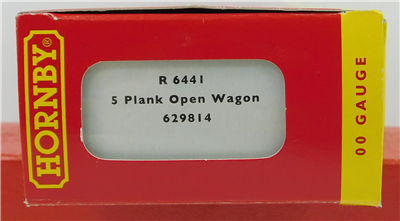 HORNBY®
R 6441
5 Plank Open Wagon
629814
00 GAUGE